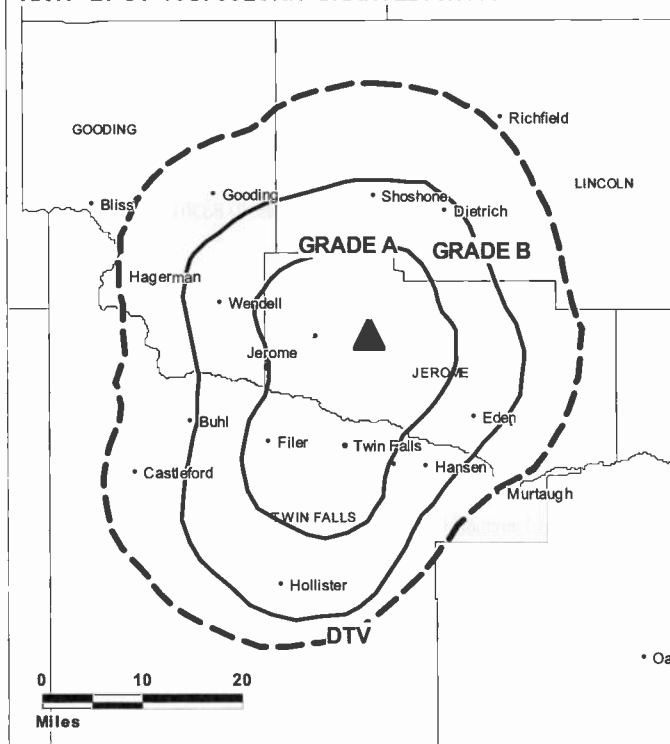 Richfield
GOODING
LINCOLN
Gooding
Shoshone
Bliss
Dietrich
GRADE A
GRADE B
Hagerman
Wendell
Jerome
JEROME
Buhl
Eden
Filer
Twin Falls
Castleford
Hansen
Murtaugh
TWIN FALLS
Hollister
DTV
Oa
0 10 20
Miles